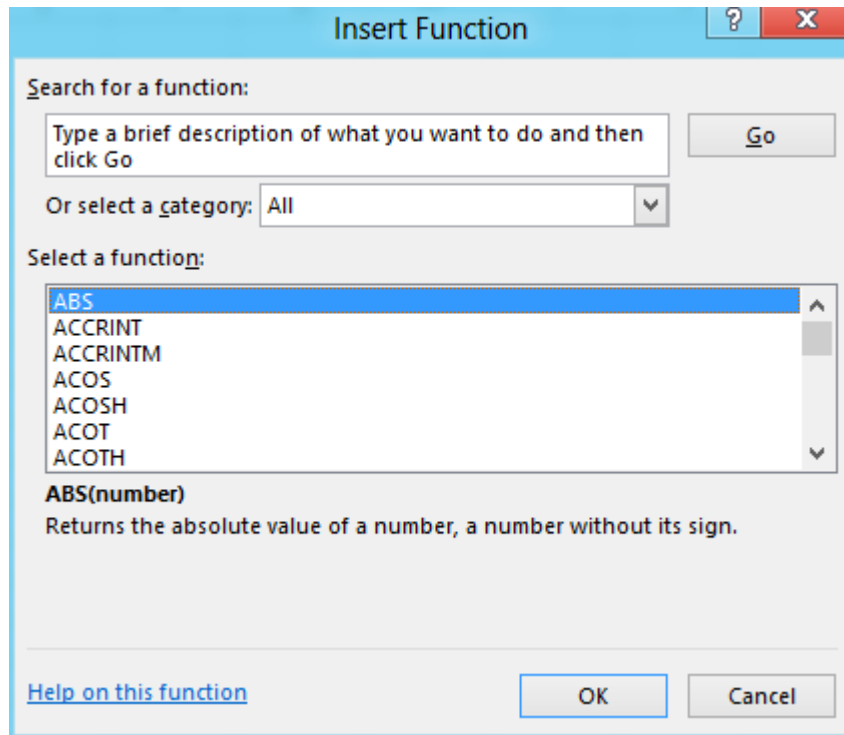 Insert Function
?
x
Search for a function:
Type a brief description of what you want to do and then
click Go
Go
Or select a category: All
Select a function:
ABS
ACCRINT
ACCRINTM
ACOS
ACOSH
ACOT
ACOTH
ABS(number)
Returns the absolute value of a number, a number without its sign.
Help on this function
OK
Cancel